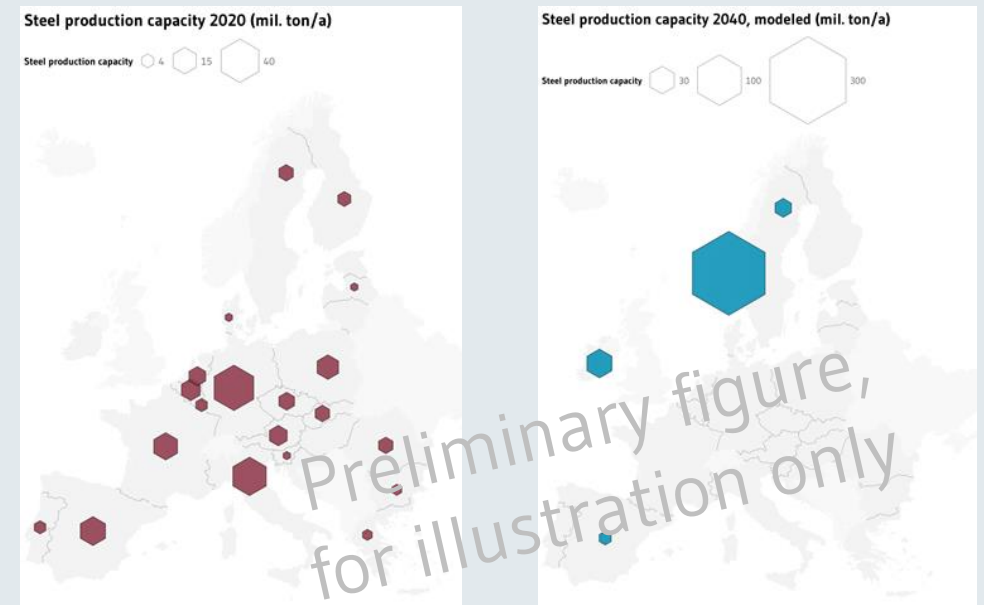 Steel production capacity 2020 (mil. ton/a)
Steel production capacity 4 15 40
Steel production capacity 2040, modeled (mil. ton/a)
Steel production capacity 30 100 300
Preliminary figure,
for illustration only